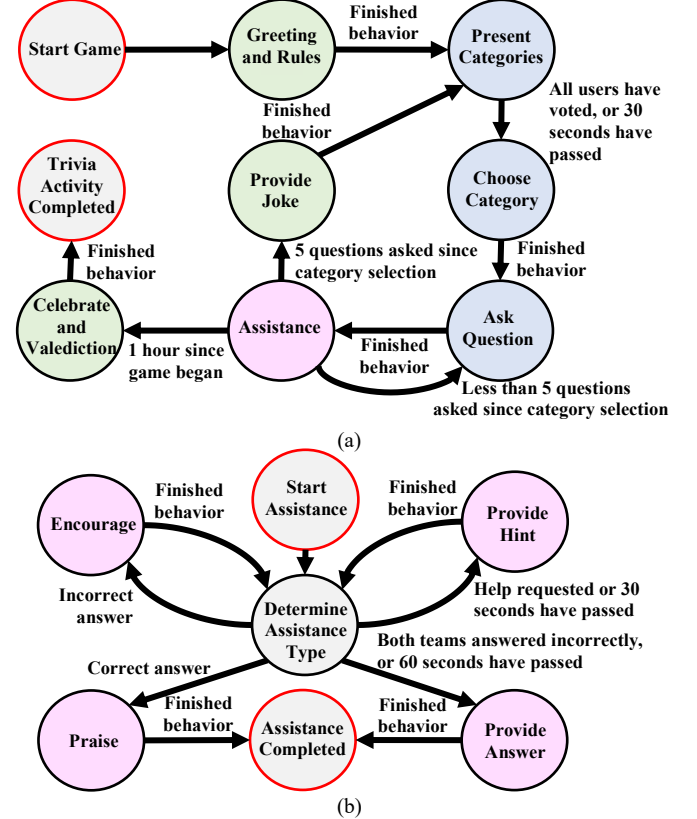 Start Game
Greeting
and Rules
Finished
behavior
Present
Categories
All users have
voted, or 30
seconds have
passed
Finished
behavior
Trivia
Activity
Completed
Provide
Joke
Choose
Category
Finished
behavior
5 questions asked since
category selection
Finished
behavior
Celebrate
and
Valediction
1 hour since
game began
Assistance
Finished
behavior
Ask
Question
Less than 5 questions
asked since category selection
(a)
Encourage
Finished
behavior
Start
Assistance
Finished
behavior
Provide
Hint
Incorrect
answer
Determine
Assistance
Type
Help requested or 30
seconds have passed
Correct answer
Both teams answered incorrectly,
or 60 seconds have passed
Praise
Finished
behavior
Assistance
Completed
Finished
behavior
Provide
Answer
(b)